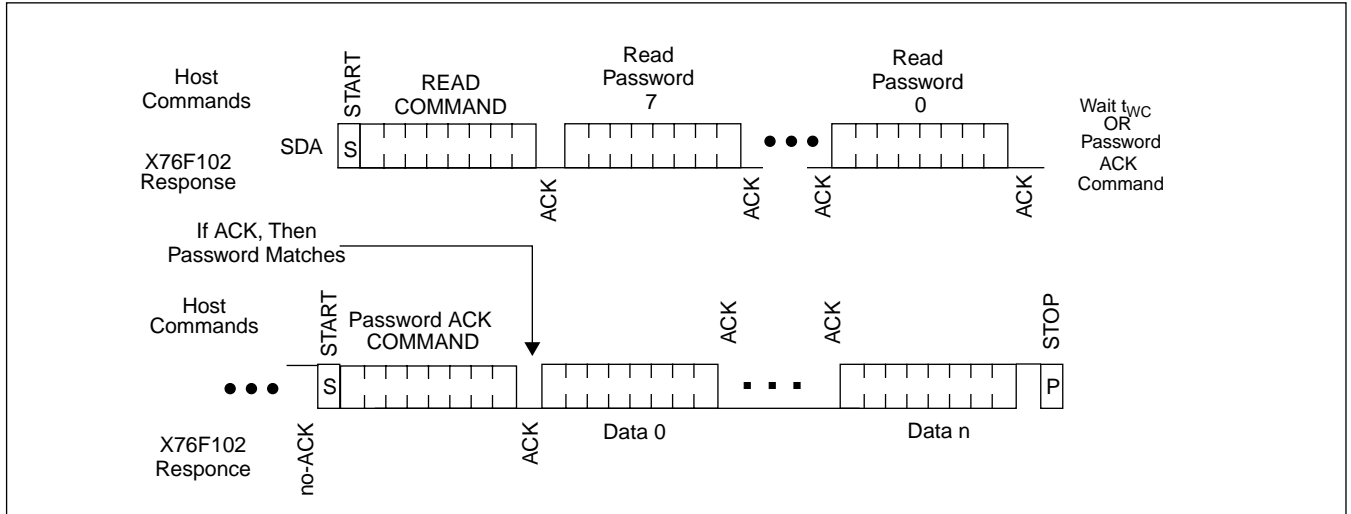 Host
Commands
START
READ
COMMAND
Read
Password
7
Read
Password
0
Wait tWC
OR
Password
ACK
Command
SDA
S
X76F102
Response
ACK
ACK
ACK
ACK
If ACK, Then
Password Matches
Host
Commands
START
Password ACK
COMMAND
ACK
ACK
STOP
S
P
X76F102
Responce
no-ACK
ACK
Data 0
Data n